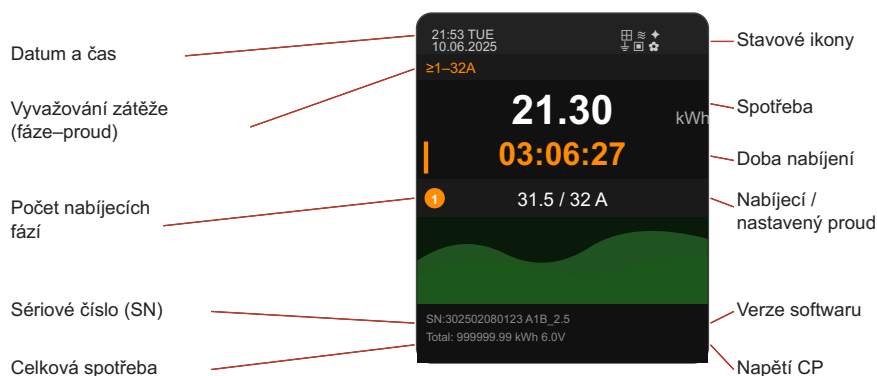 Datum a čas
Vyvažování zátěže
(fáze–proud)
Počet nabíjecích
fází
Sériové číslo (SN)
Celková spotřeba
21:53 TUE
10.06.2025
≥1–32A
21.30 kWh
03:06:27
1 31.5 / 32 A
SN:302502080123 A1B_2.5
Total: 999999.99 kWh 6.0V
Stavové ikony
Spotřeba
Doba nabíjení
Nabíjecí /
nastavený proud
Verze softwaru
Napětí CP